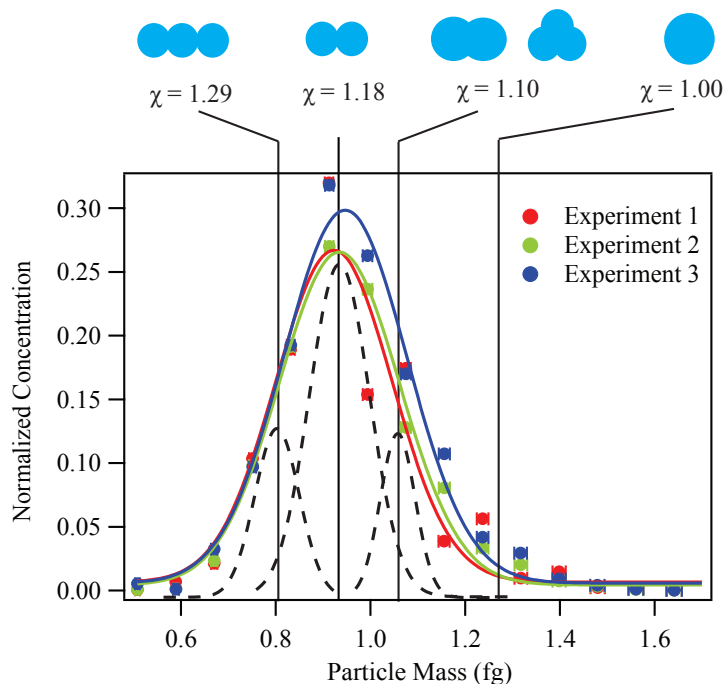 χ = 1.29
χ = 1.18
χ = 1.10
χ = 1.00
Normalized Concentration
0.30
0.25
0.20
0.15
0.10
0.05
0.00
Experiment 1
Experiment 2
Experiment 3
0.6 0.8 1.0 1.2 1.4 1.6
Particle Mass (fg)